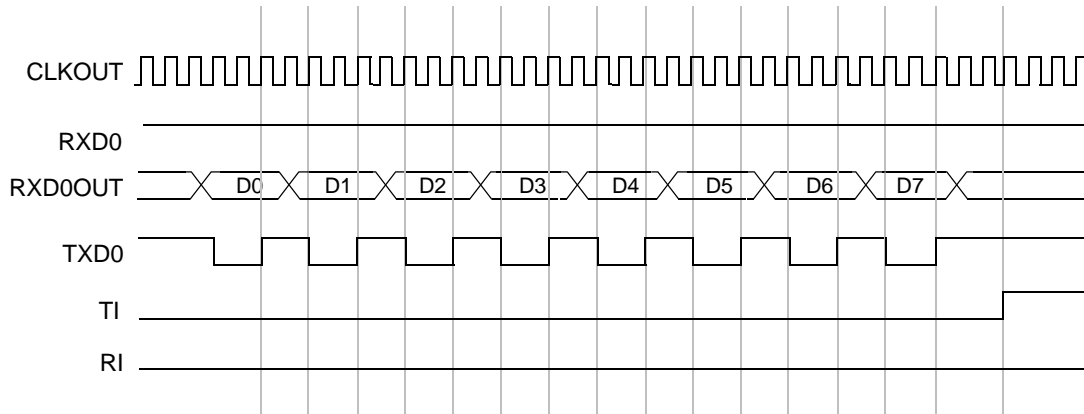 CLKOUT
RXD0
RXD0OUT D0 D1 D2 D3 D4 D5 D6 D7
TXD0
TI
RI